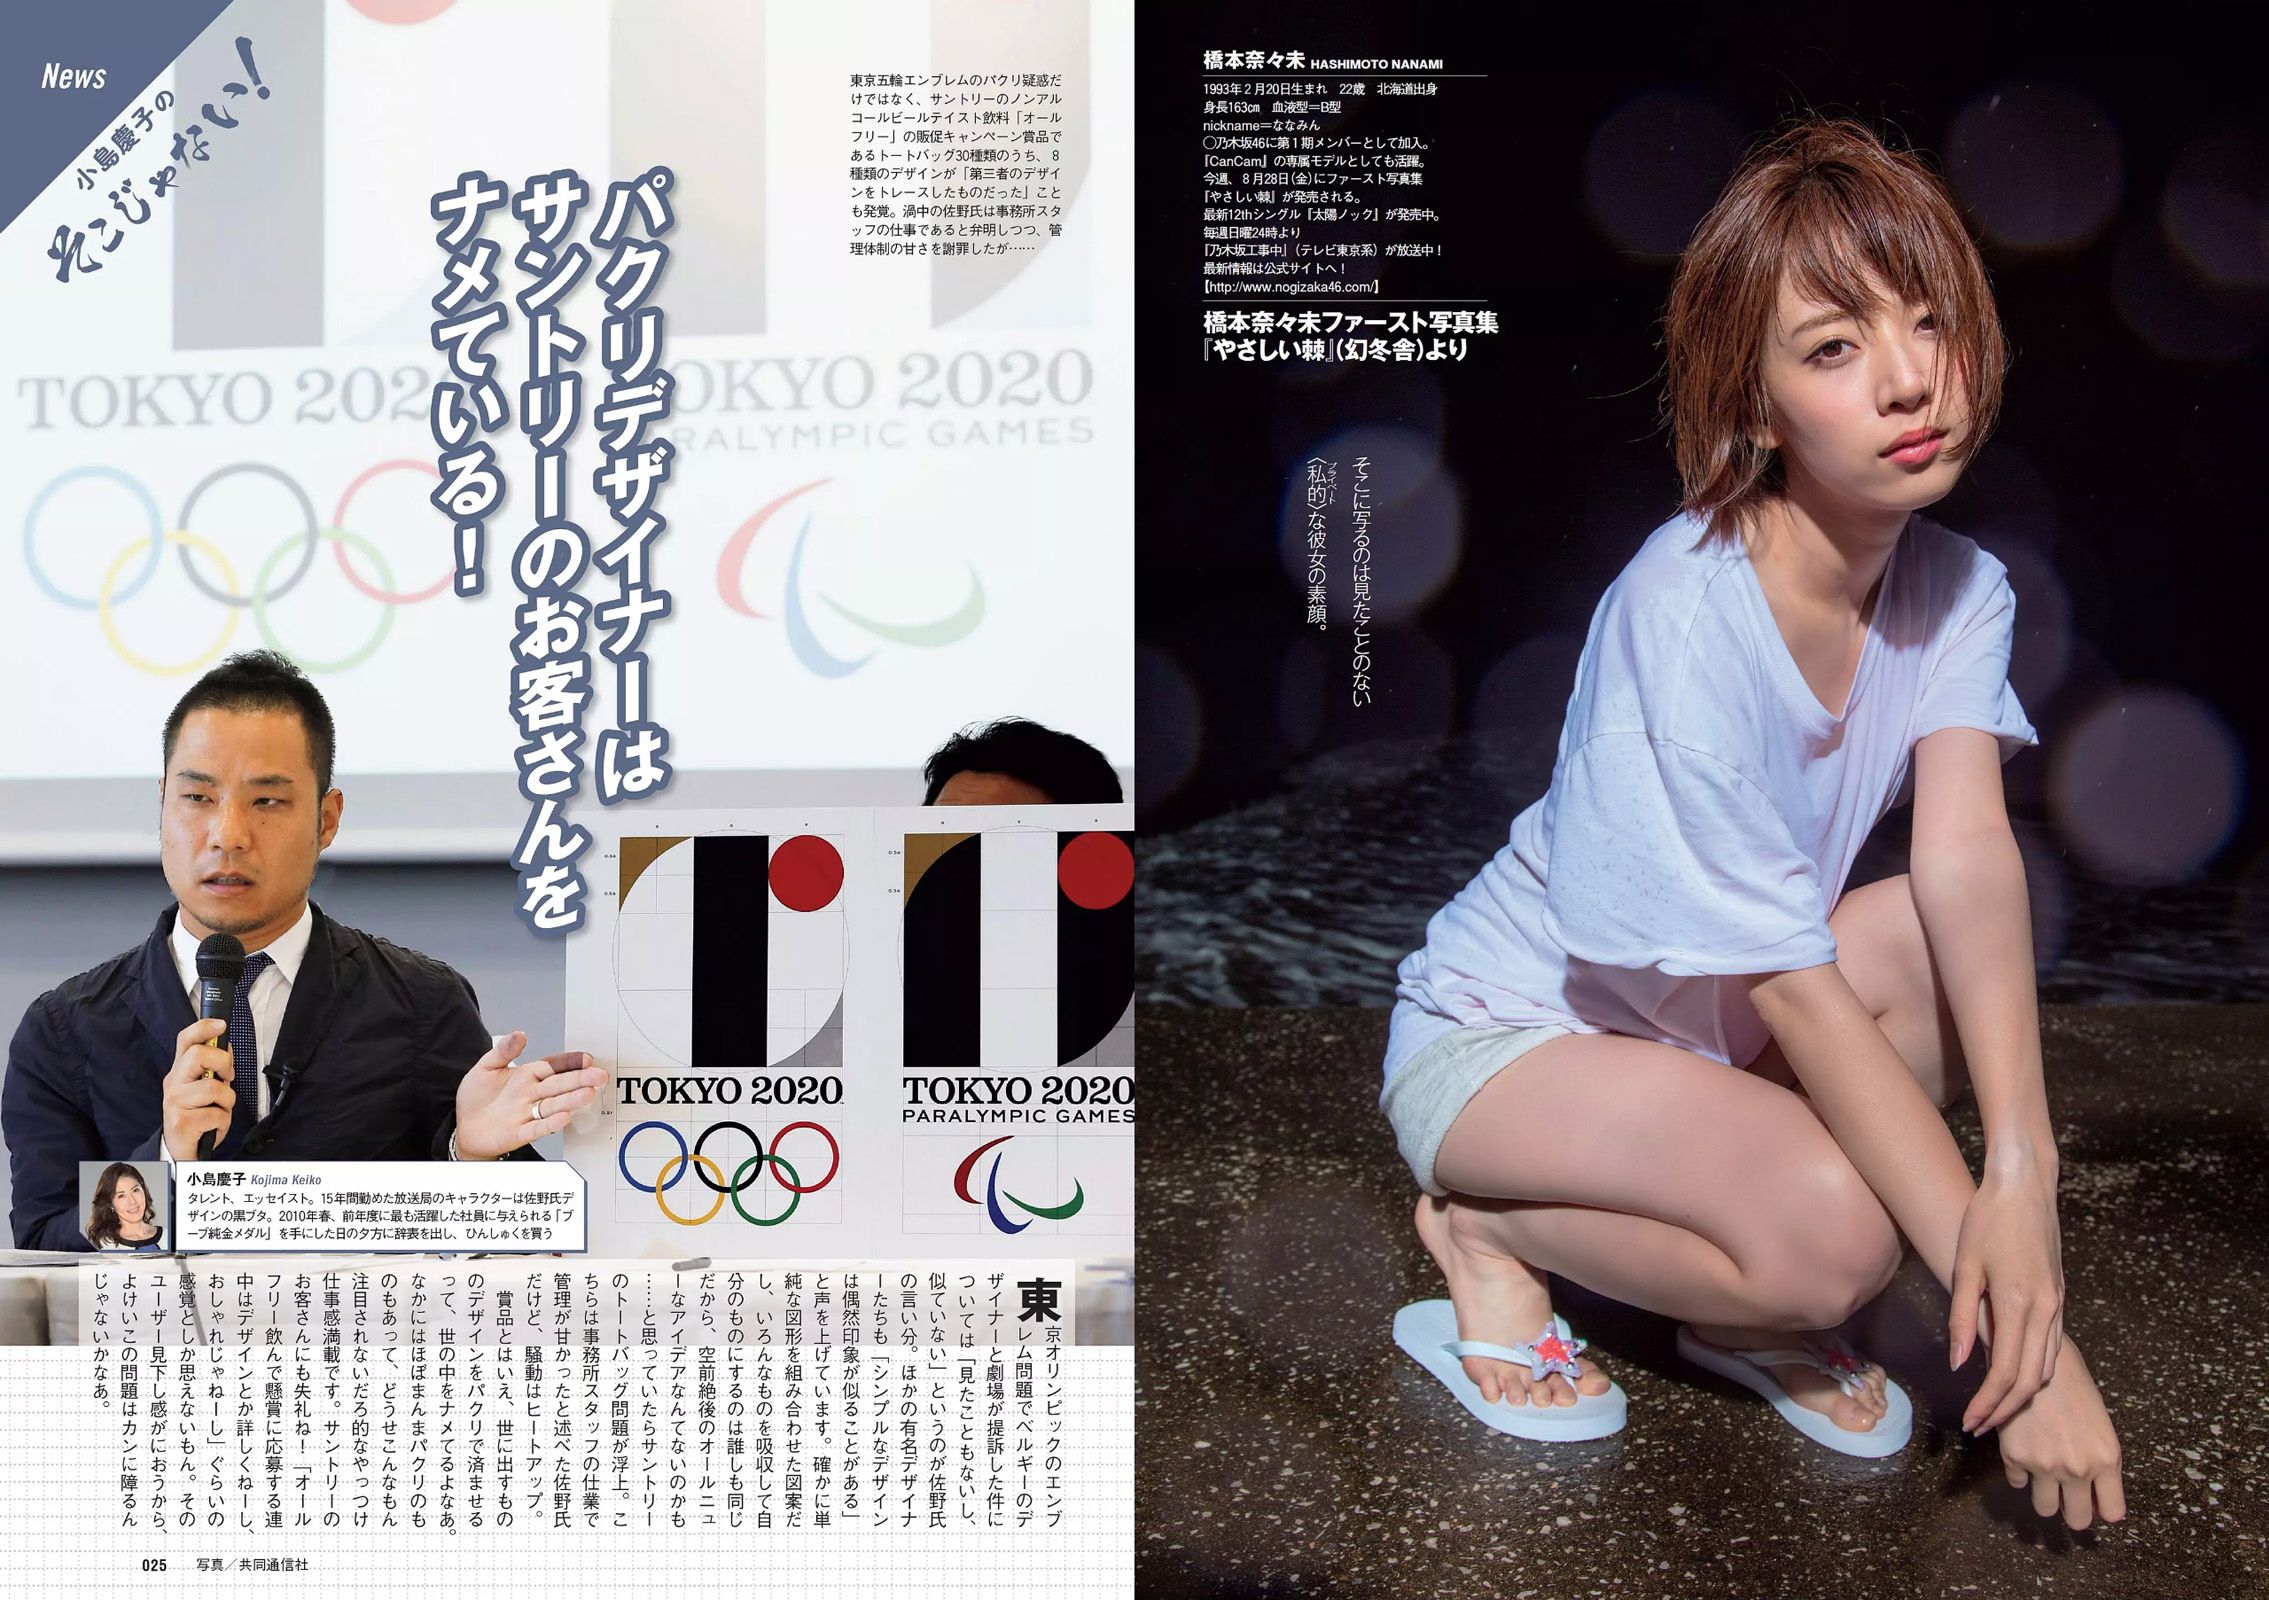 橋本奈々未 HASHIMOTO NANAMI
1993年2月20日生まれ　22歳　北海道出身
身長163㎝　血液型＝B型
nickname＝ななみん
○乃木坂46に第1期メンバーとして加入。
『CanCam』の専属モデルとしても活躍。
今週、8月28日(金)にファースト写真集
『やさしい棘』が発売される。
最新12thシングル『太陽ノック』が発売中。
毎週日曜24時より
『乃木坂工事中』（テレビ東京系）が放送中！
最新情報は公式サイトへ！
【http://www.nogizaka46.com/】
橋本奈々未ファースト写真集
『やさしい棘』（幻冬舎）より
そこに写るのは見たことのない
〈私的〉な彼女の素顔。
プライベート
News
小島慶子の
そこじゃない！
東京五輪エンブレムのパクリ疑惑だ
けではなく、サントリーのノンアル
コールビールテイスト飲料「オール
フリー」の販促キャンペーン賞品で
あるトートバッグ30種類のうち、8
種類のデザインが「第三者のデザイ
ンをトレースしたものだった」こと
も発覚。渦中の佐野氏は事務所スタ
ッフの仕事であると弁明しつつ、管
理体制の甘さを謝罪したが……
パクリデザイナーは
サントリーのお客さんを
ナメている！
TOKYO 202
OKYO 2020
RALYMPIC GAMES
TOKYO 2020
TOKYO 2020
PARALYMPIC GAMES
小島慶子 Kojima Keiko
タレント、エッセイスト。15年間勤めた放送局のキャラクターは佐野氏デ
ザインの黒ブタ。2010年春、前年度に最も活躍した社員に与えられる「ブ
ーブ純金メダル」を手にした日の夕方に辞表を出し、ひんしゅくを買う
東京オリンピックのエンブ
レム問題でベルギーのデ
ザイナーと劇場が提訴した件に
ついては「見たこともないし、
似ていない」というのが佐野氏
の言い分。ほかの有名デザイナ
ーたちも「シンプルなデザイン
は偶然印象が似ることがある」
と声を上げています。確かに単
純な図形を組み合わせた図案だ
し、いろんなものを吸収して自
分のものにするのは誰しも同じ
だから、空前絶後のオールニュ
ーなアイデアなんてないのかも
……と思っていたらサントリー
のトートバッグ問題が浮上。こ
ちらは事務所スタッフの仕業で
管理が甘かったと述べた佐野氏
だけど、騒動はヒートアップ。
　賞品とはいえ、世に出すもの
のデザインをパクリで済ませる
って、世の中をナメてるよなあ。
なかにはほぼまんまパクリのも
のもあって、どうせこんなもん
注目されないだろ的なやっつけ
仕事感満載です。サントリーの
お客さんにも失礼ね！「オール
フリー飲んで懸賞に応募する連
中はデザインとか詳しくねーし、
おしゃれじゃねーし」ぐらいの
感覚としか思えないもん。その
ユーザー見下し感がにおうから、
よけいこの問題はカンに障るん
じゃないかなあ。
025　写真／共同通信社